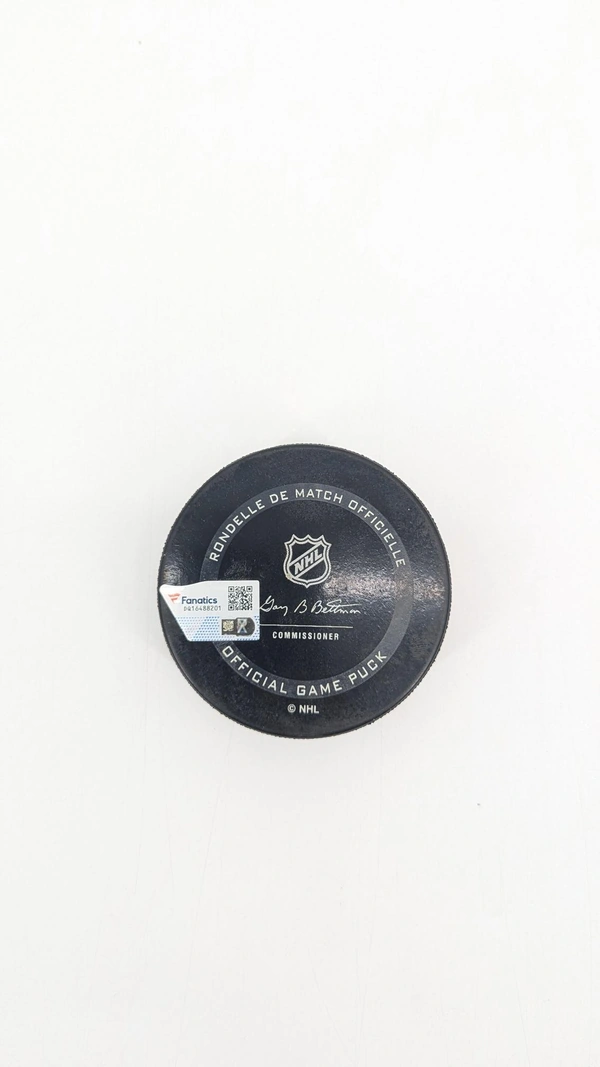 RONDELLE DE MATCH OFFICIELLE
NHL
Fanatics
Gary B Bettman
COMMISSIONER
OFFICIAL GAME PUCK
© NHL